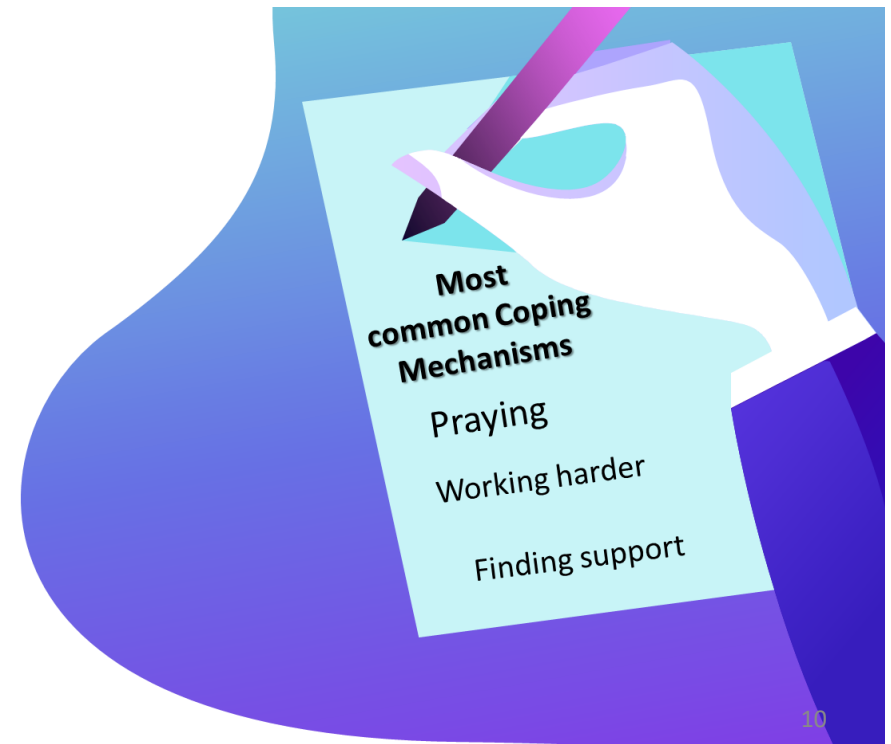 Most
common Coping
Mechanisms
Praying
Working harder
Finding support
10